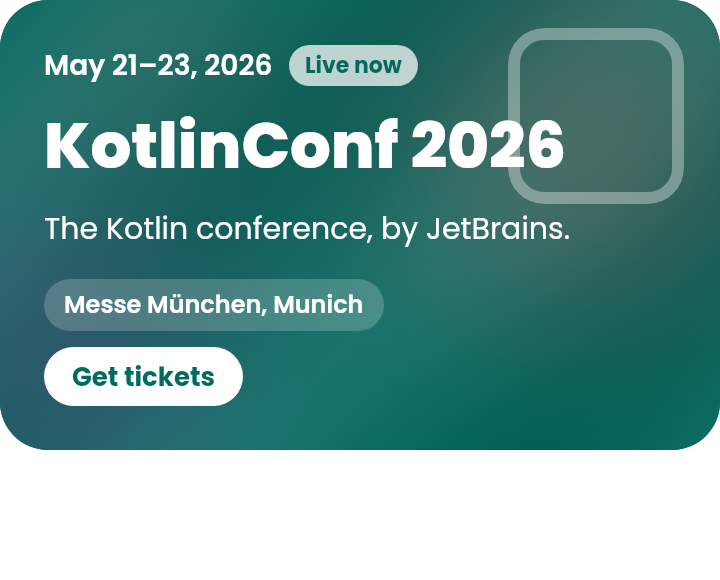 May 21–23, 2026 Live now
KotlinConf 2026
The Kotlin conference, by JetBrains.
Messe München, Munich
Get tickets